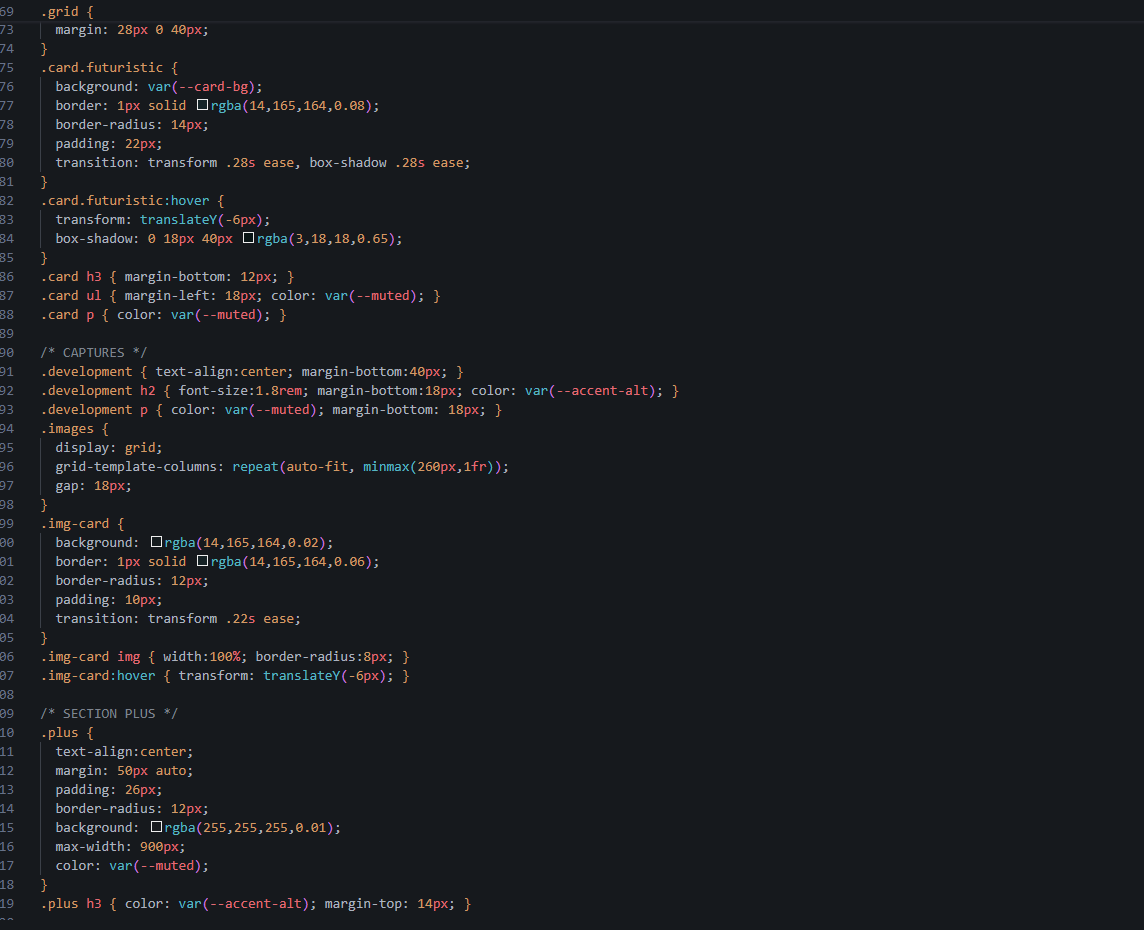 69 .grid {
73 margin: 28px 0 40px;
74 }
75 .card.futuristic {
76 background: var(--card-bg);
77 border: 1px solid rgba(14,165,164,0.08);
78 border-radius: 14px;
79 padding: 22px;
80 transition: transform .28s ease, box-shadow .28s ease;
81 }
82 .card.futuristic:hover {
83 transform: translateY(-6px);
84 box-shadow: 0 18px 40px rgba(3,18,18,0.65);
85 }
86 .card h3 { margin-bottom: 12px; }
87 .card ul { margin-left: 18px; color: var(--muted); }
88 .card p { color: var(--muted); }
89
90 /* CAPTURES */
91 .development { text-align:center; margin-bottom:40px; }
92 .development h2 { font-size:1.8rem; margin-bottom:18px; color: var(--accent-alt); }
93 .development p { color: var(--muted); margin-bottom: 18px; }
94 .images {
95 display: grid;
96 grid-template-columns: repeat(auto-fit, minmax(260px,1fr));
97 gap: 18px;
98 }
99 .img-card {
00 background: rgba(14,165,164,0.02);
01 border: 1px solid rgba(14,165,164,0.06);
02 border-radius: 12px;
03 padding: 10px;
04 transition: transform .22s ease;
05 }
06 .img-card img { width:100%; border-radius:8px; }
07 .img-card:hover { transform: translateY(-6px); }
08
09 /* SECTION PLUS */
10 .plus {
11 text-align:center;
12 margin: 50px auto;
13 padding: 26px;
14 border-radius: 12px;
15 background: rgba(255,255,255,0.01);
16 max-width: 900px;
17 color: var(--muted);
18 }
19 .plus h3 { color: var(--accent-alt); margin-top: 14px; }